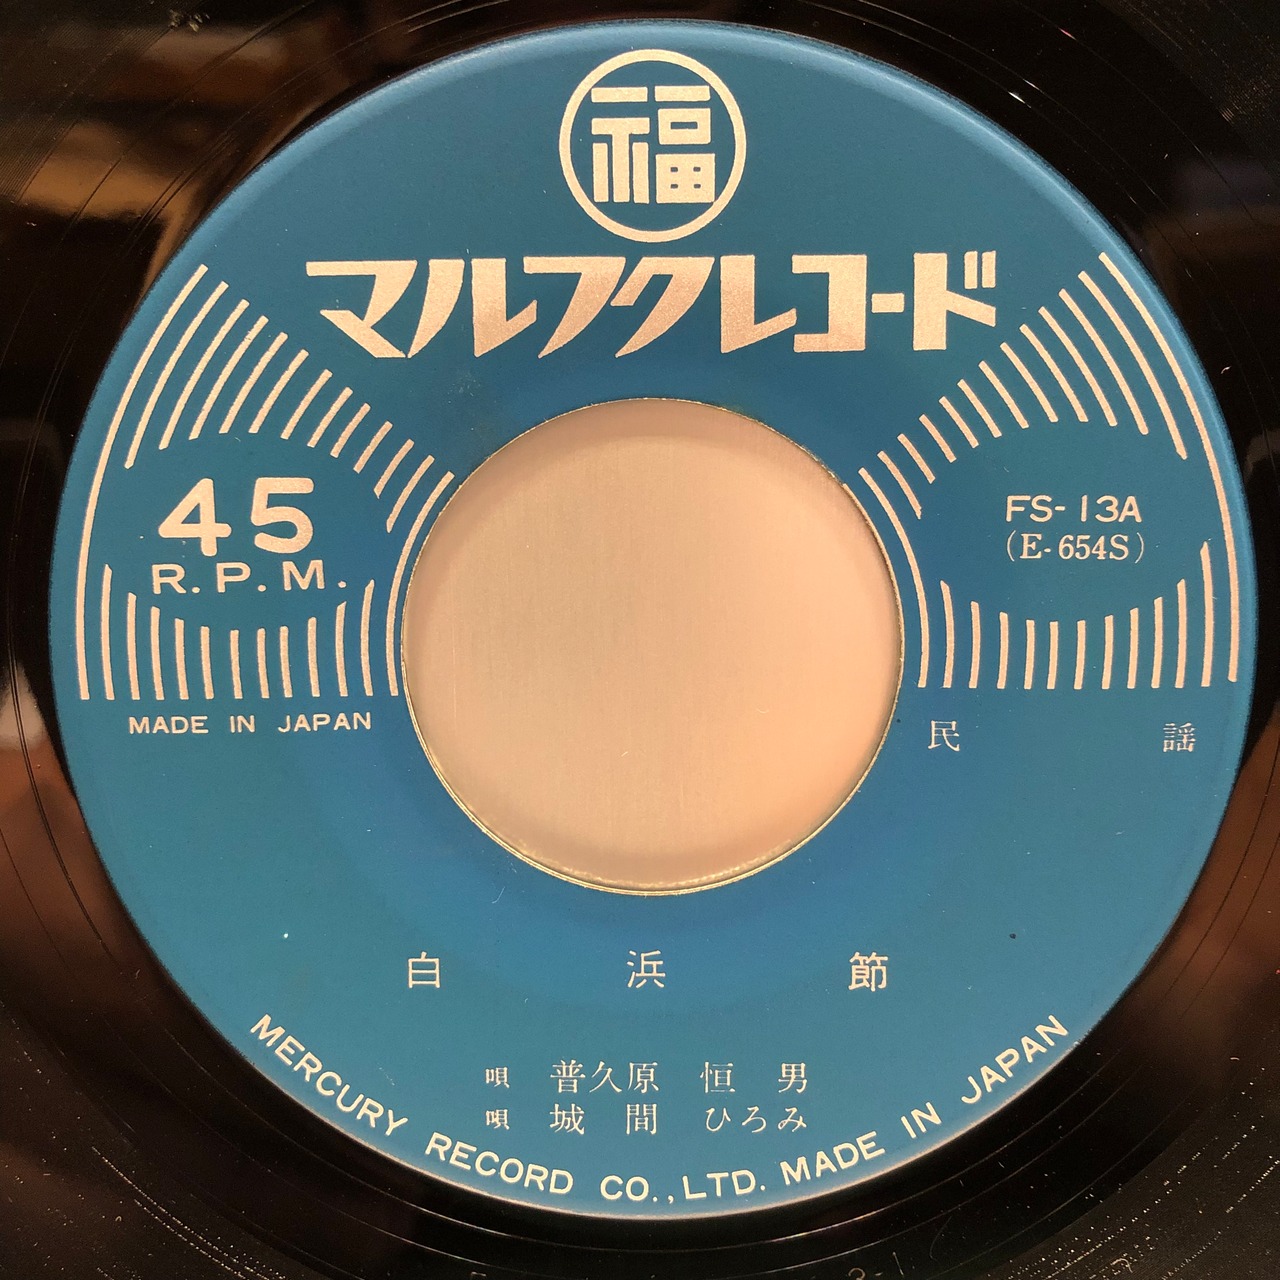 福
マルフクレコード
45
R.P.M.
MADE IN JAPAN
FS-13A
(E-654S)
民謡
白浜節
唄 普久原 恒男
唄 城間 ひろみ
MERCURY RECORD CO.,LTD. MADE IN JAPAN